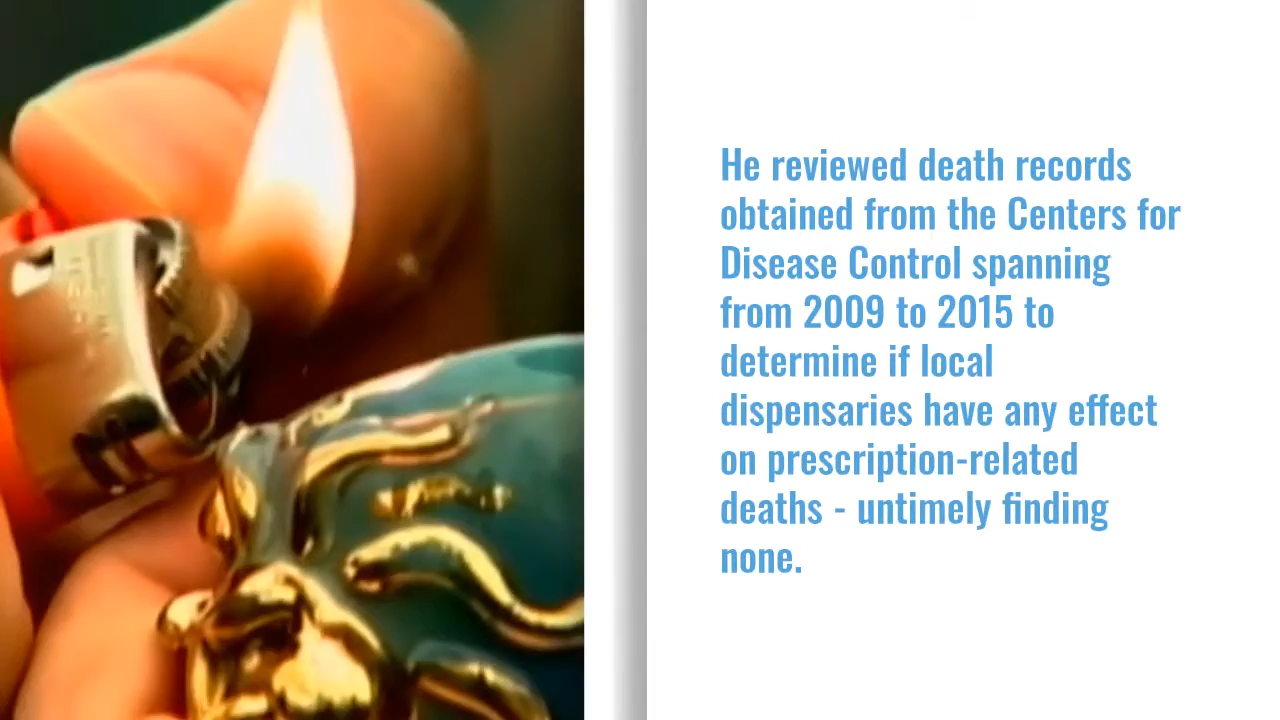 He reviewed death records
obtained from the Centers for
Disease Control spanning
from 2009 to 2015 to
determine if local
dispensaries have any effect
on prescription-related
deaths - untimely finding
none.